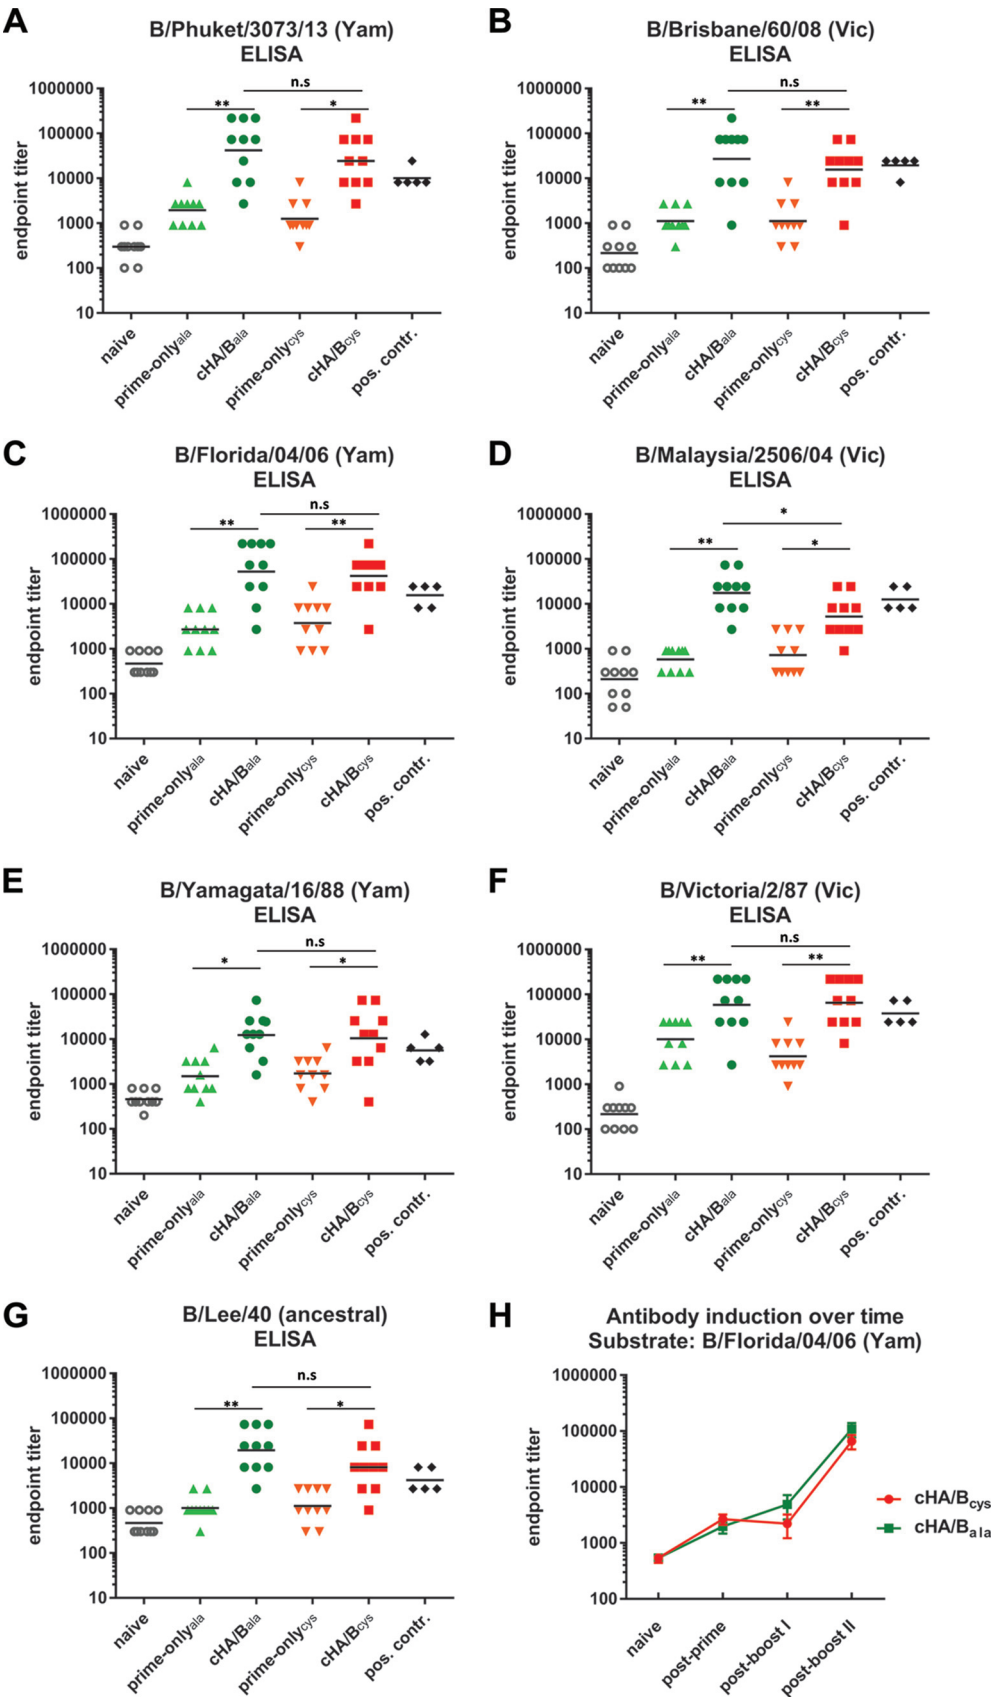 A
B/Phuket/3073/13 (Yam)
ELISA
n.s
**
*
endpoint titer
1000000
100000
10000
1000
100
10
naive
prime-onlyala
cHA/Bala
prime-onlycys
cHA/Bcys
pos. contr.
B
B/Brisbane/60/08 (Vic)
ELISA
n.s
**
**
endpoint titer
1000000
100000
10000
1000
100
10
naive
prime-onlyala
cHA/Bala
prime-onlycys
cHA/Bcys
pos. contr.
C
B/Florida/04/06 (Yam)
ELISA
n.s
**
**
endpoint titer
1000000
100000
10000
1000
100
10
naive
prime-onlyala
cHA/Bala
prime-onlycys
cHA/Bcys
pos. contr.
D
B/Malaysia/2506/04 (Vic)
ELISA
*
**
*
endpoint titer
1000000
100000
10000
1000
100
10
naive
prime-onlyala
cHA/Bala
prime-onlycys
cHA/Bcys
pos. contr.
E
B/Yamagata/16/88 (Yam)
ELISA
n.s
*
*
endpoint titer
1000000
100000
10000
1000
100
10
naive
prime-onlyala
cHA/Bala
prime-onlycys
cHA/Bcys
pos. contr.
F
B/Victoria/2/87 (Vic)
ELISA
n.s
**
**
endpoint titer
1000000
100000
10000
1000
100
10
naive
prime-onlyala
cHA/Bala
prime-onlycys
cHA/Bcys
pos. contr.
G
B/Lee/40 (ancestral)
ELISA
n.s
**
*
endpoint titer
1000000
100000
10000
1000
100
10
naive
prime-onlyala
cHA/Bala
prime-onlycys
cHA/Bcys
pos. contr.
H
Antibody induction over time
Substrate: B/Florida/04/06 (Yam)
endpoint titer
1000000
100000
10000
1000
100
naive
post-prime
post-boost I
post-boost II
cHA/Bcys
cHA/Bala